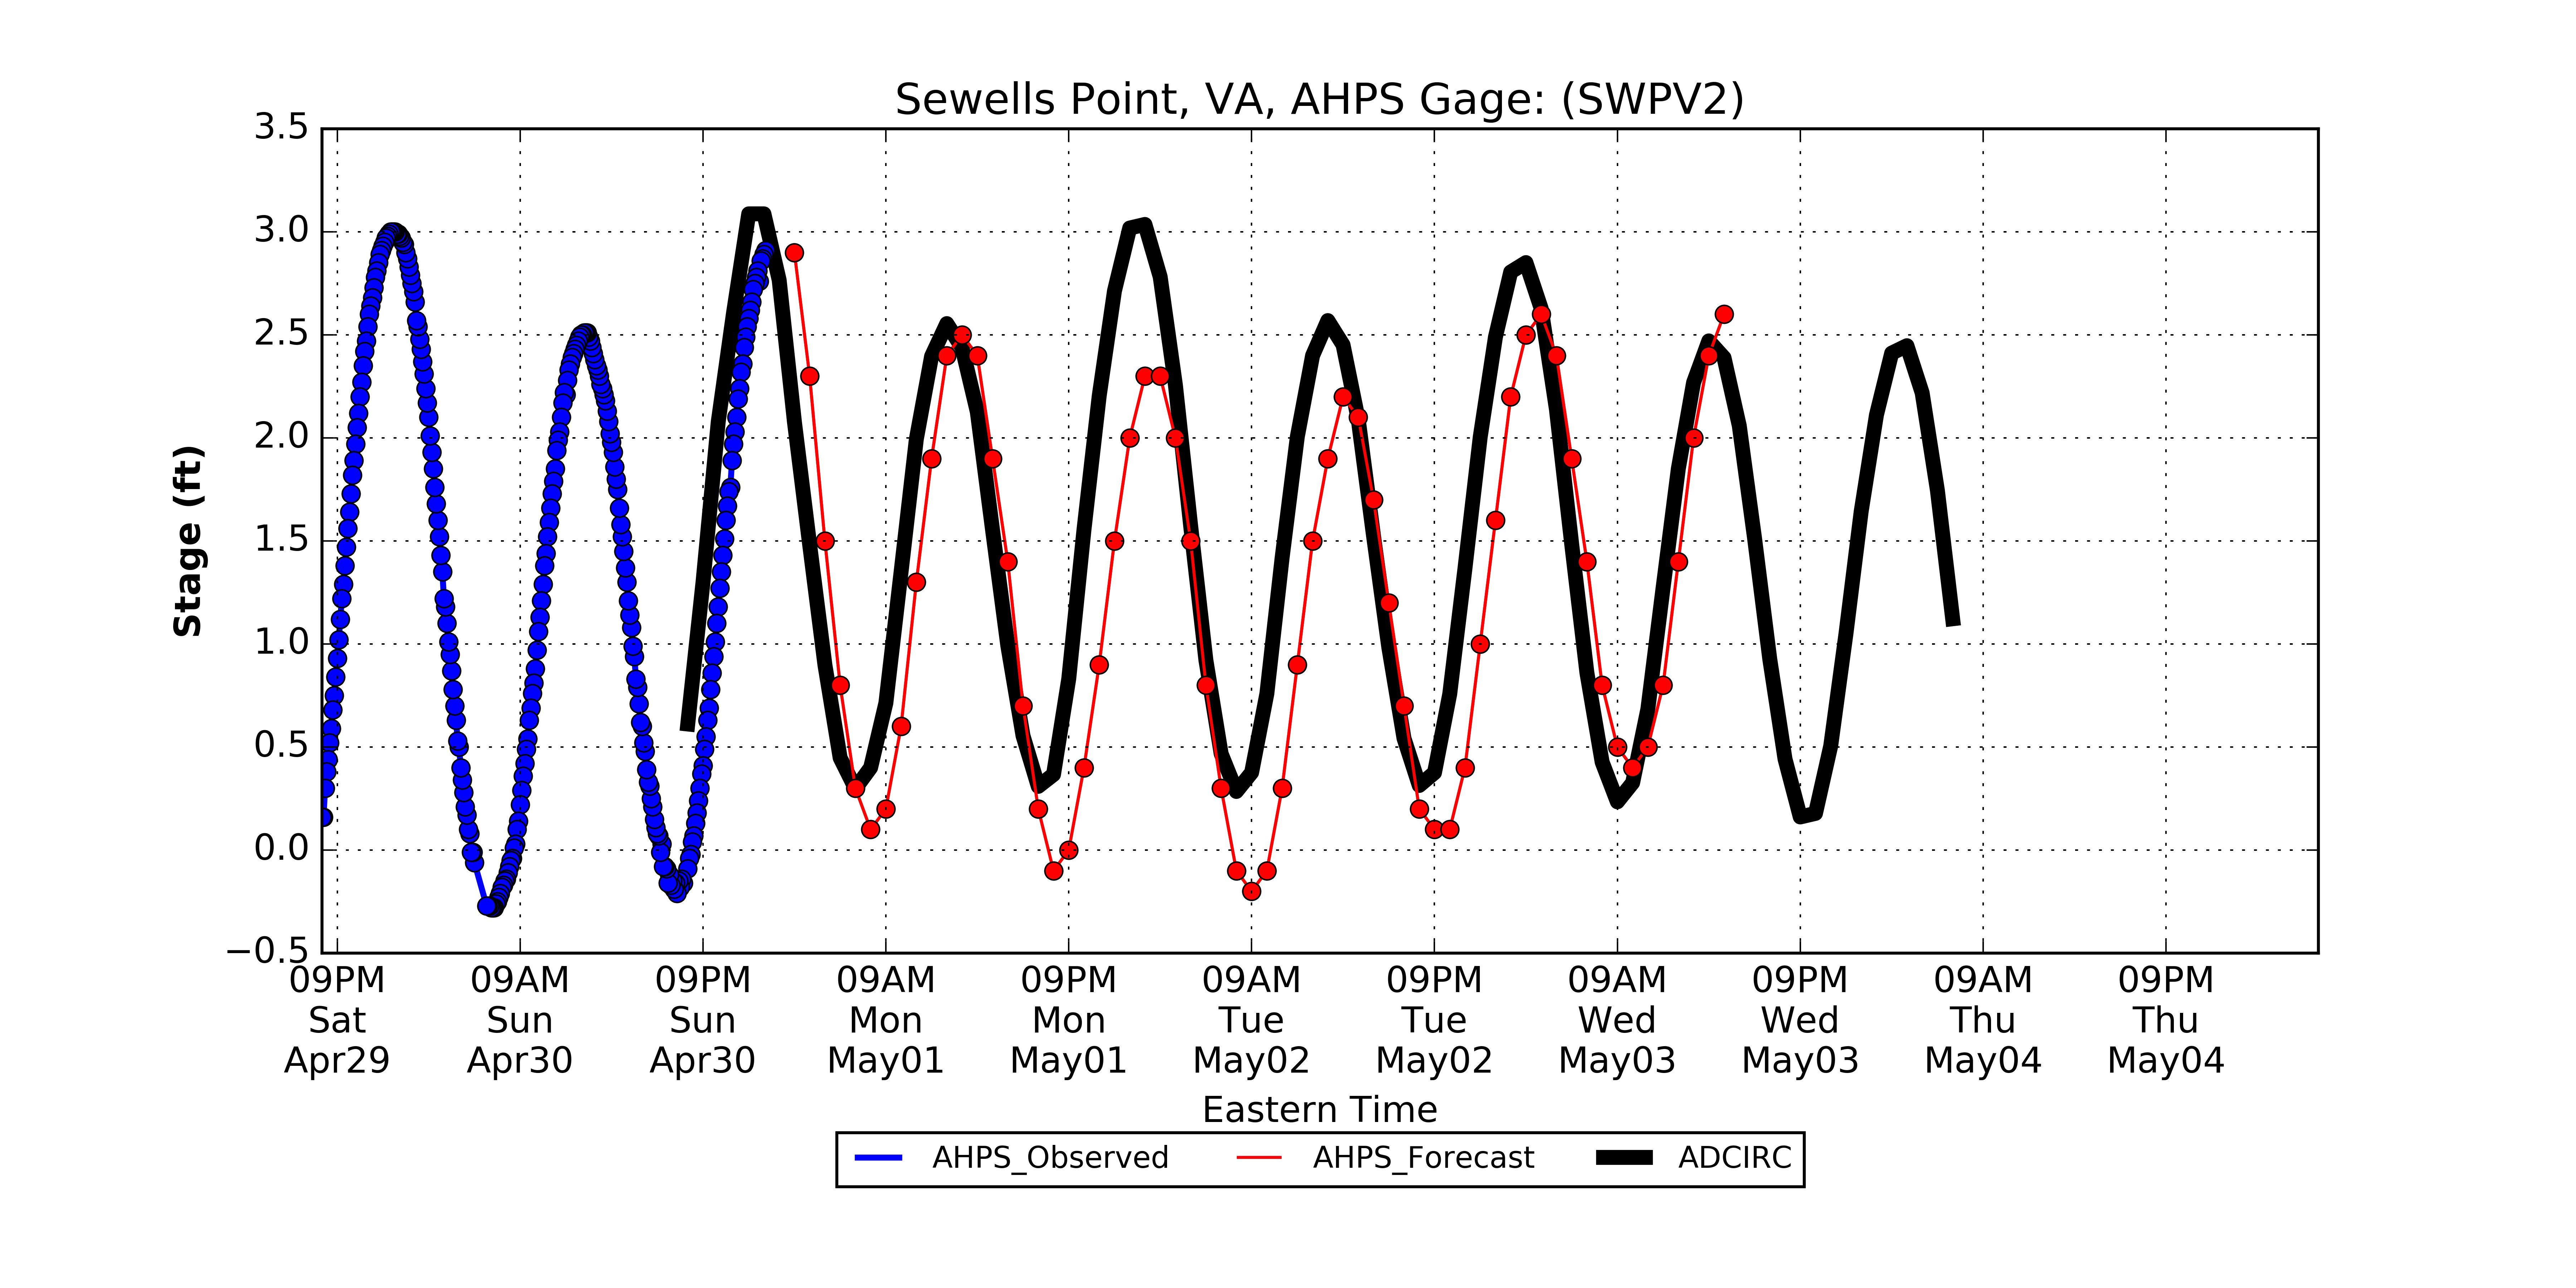 Sewells Point, VA, AHPS Gage: (SWPV2)
3.5
3.0
2.5
2.0
1.5
1.0
0.5
0.0
−0.5
Stage (ft)
09PM 09AM 09PM 09AM 09PM 09AM 09PM 09AM 09PM 09AM 09PM
Sat Sun Sun Mon Mon Tue Tue Wed Wed Thu Thu
Apr29 Apr30 Apr30 May01 May01 May02 May02 May03 May03 May04 May04
Eastern Time
AHPS_Observed AHPS_Forecast ADCIRC